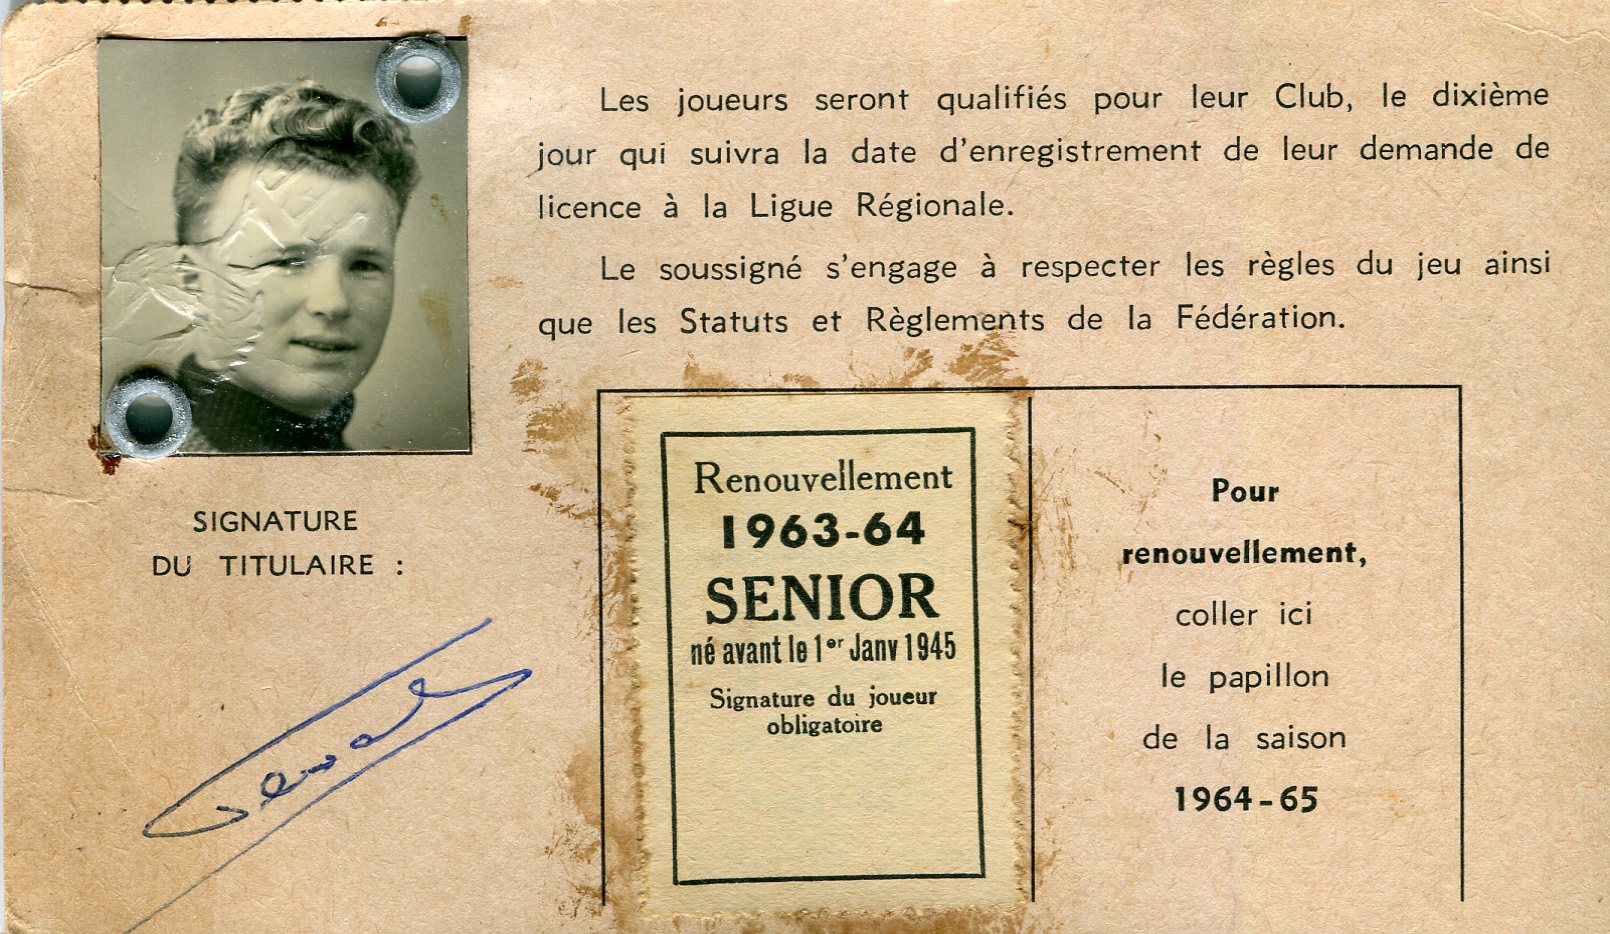 Les joueurs seront qualifiés pour leur Club, le dixième
jour qui suivra la date d'enregistrement de leur demande de
licence à la Ligue Régionale.
Le soussigné s'engage à respecter les règles du jeu ainsi
que les Statuts et Règlements de la Fédération.
SIGNATURE
DU TITULAIRE :
Renouvellement
1963-64
SENIOR
né avant le 1er Janv 1945
Signature du joueur
obligatoire
Pour
renouvellement,
coller ici
le papillon
de la saison
1964-65